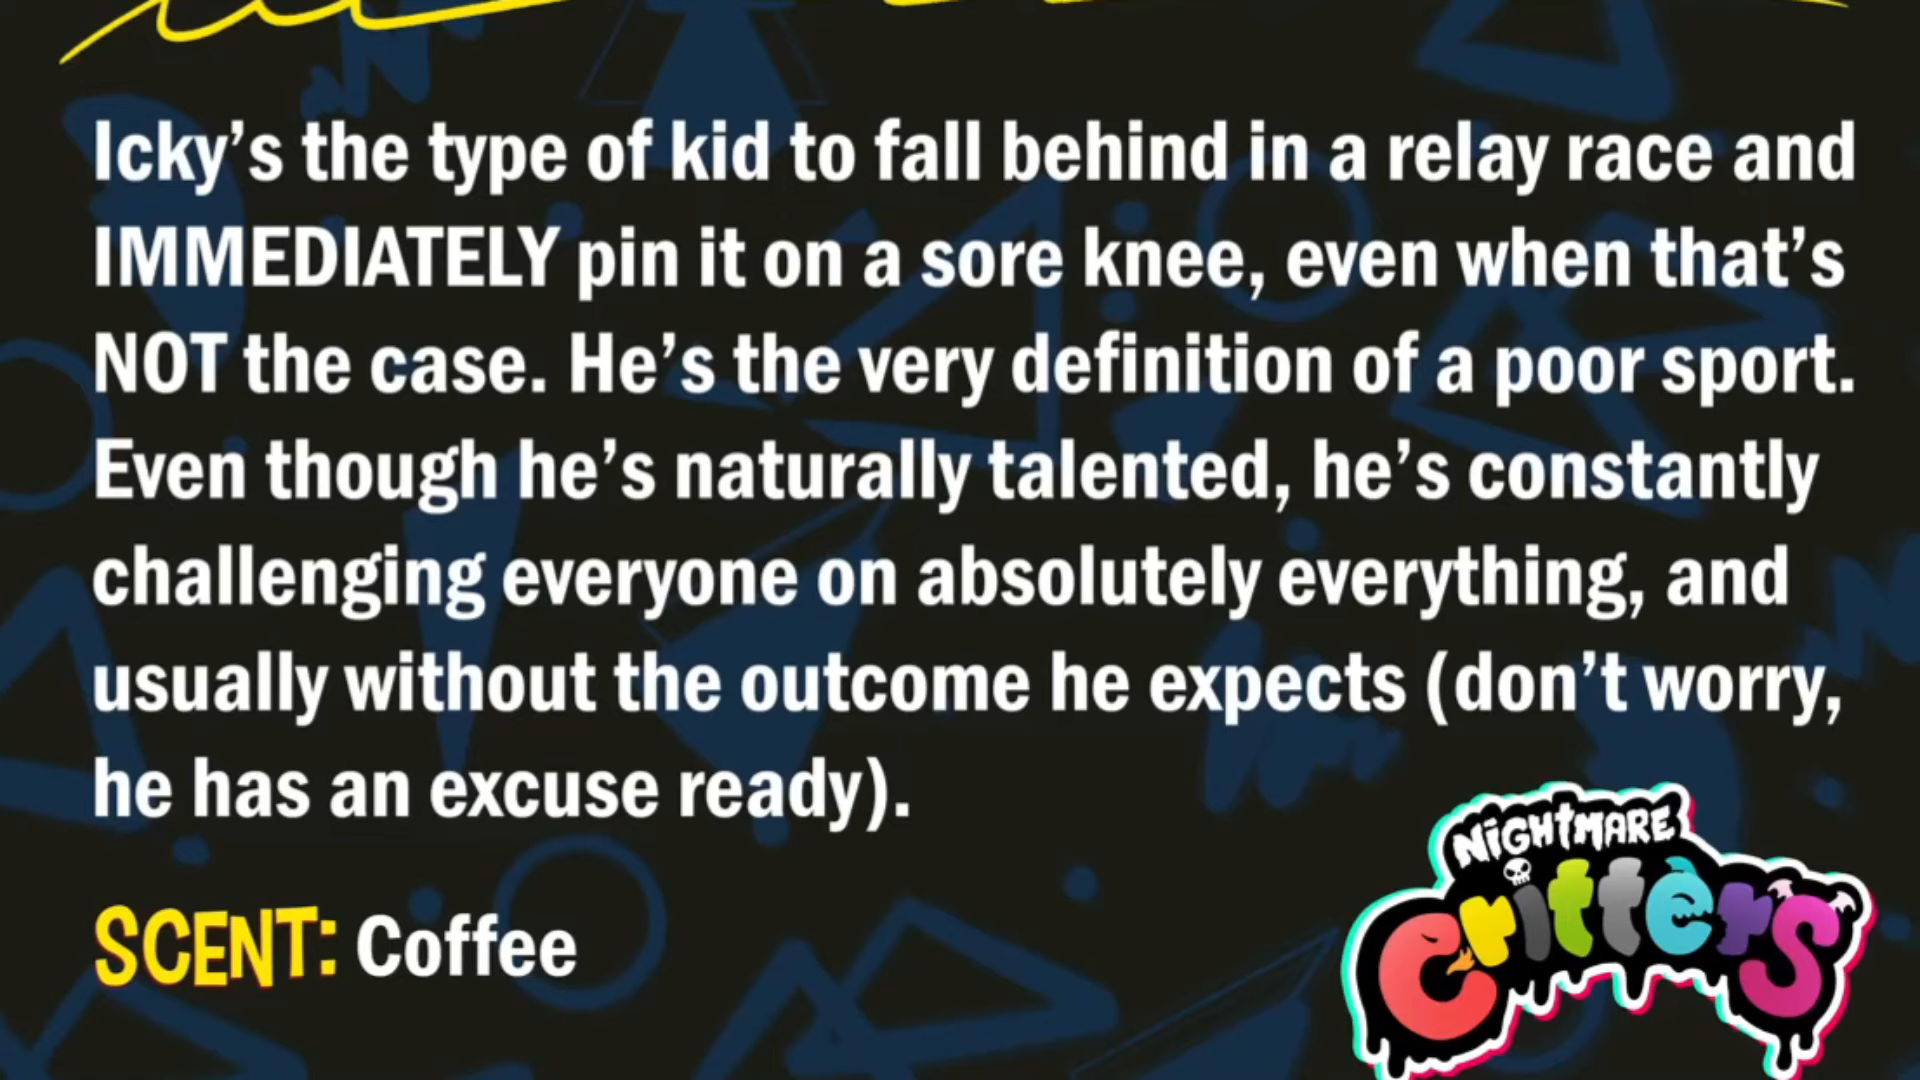 Icky’s the type of kid to fall behind in a relay race and
IMMEDIATELY pin it on a sore knee, even when that’s
NOT the case. He’s the very definition of a poor sport.
Even though he’s naturally talented, he’s constantly
challenging everyone on absolutely everything, and
usually without the outcome he expects (don’t worry,
he has an excuse ready).
SCENT: Coffee
NIGHTMARE
Critters